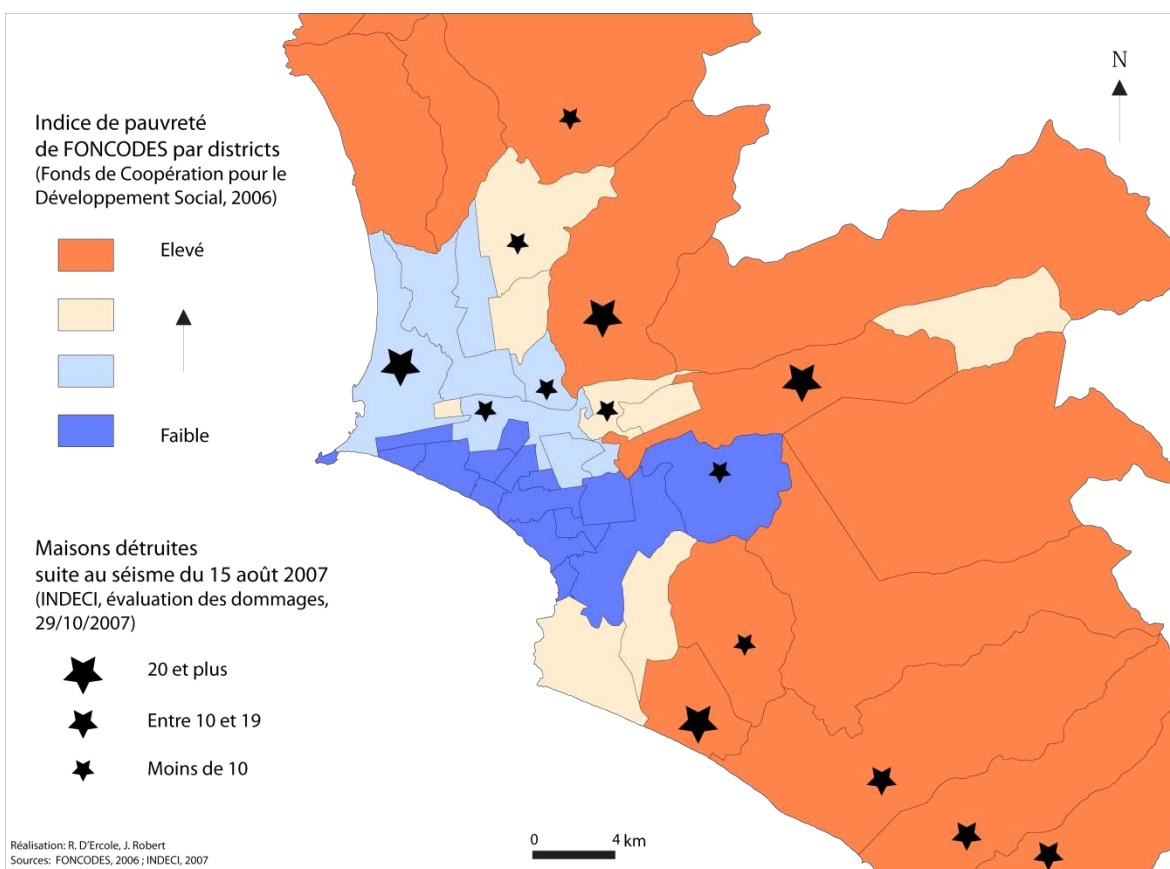 N
Indice de pauvreté
de FONCODES par districts
(Fonds de Coopération pour le
Développement Social, 2006)
Elevé
Faible
Maisons détruites
suite au séisme du 15 août 2007
(INDECI, évaluation des dommages,
29/10/2007)
20 et plus
Entre 10 et 19
Moins de 10
0 4 km
Réalisation: R. D'Ercole, J. Robert
Sources: FONCODES, 2006 ; INDECI, 2007